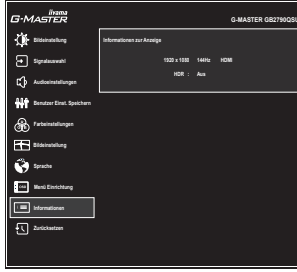 iiyama
G-MASTER
G-MASTER GB2790QSU
Bildeinstellung
Informationen zur Anzeige
Signalauswahl
1920 x 1080 144Hz HDMI
HDR : Aus
Audioeinstellungen
Benutzer Einst. Speichern
Farbeinstellungen
Bildeinstellung
Sprache
Menü Einrichtung
Informationen
Zurücksetzen